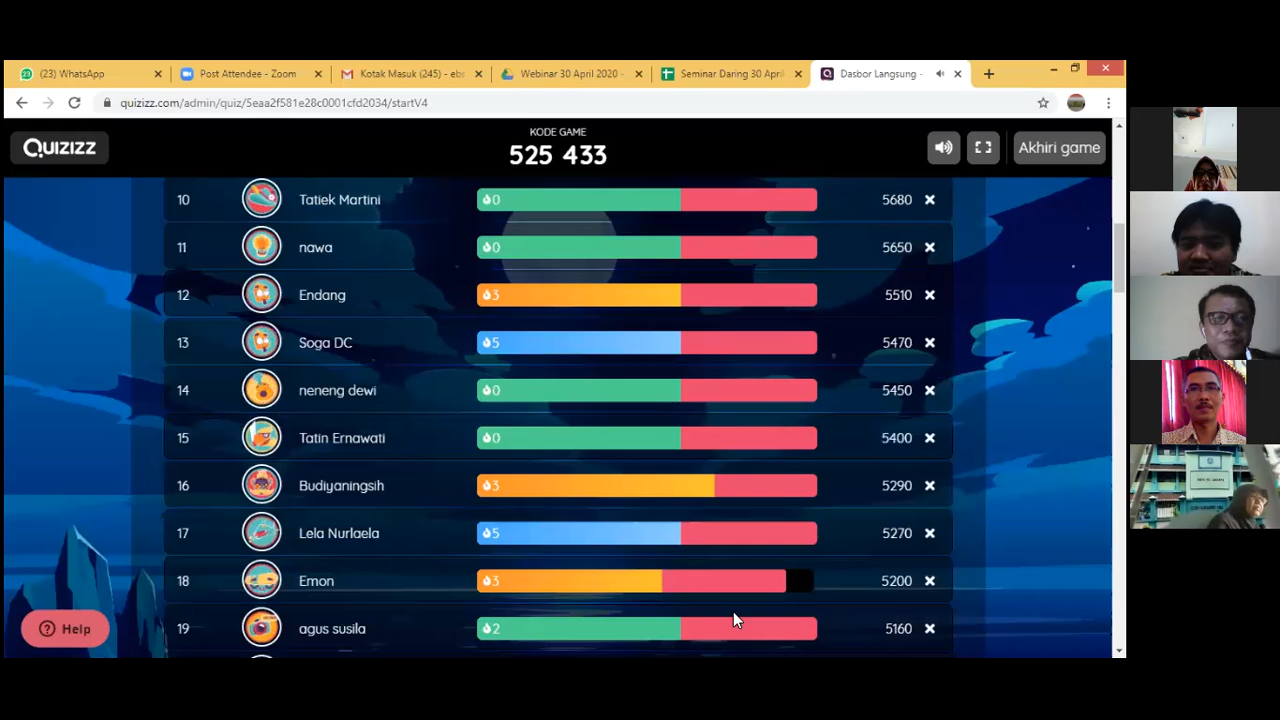 (23) WhatsApp
Post Attendee - Zoom
Kotak Masuk (245) - eb
Webinar 30 April 2020 -
Seminar Daring 30 Apri
Dasbor Langsung -
quizizz.com/admin/quiz/5eaa2f581e28c0001cfd2034/startV4
Quizizz
KODE GAME
525 433
Akhiri game
10 Tatiek Martini 0 5680
11 nawa 0 5650
12 Endang 3 5510
13 Soga DC 5 5470
14 neneng dewi 0 5450
15 Tatin Ernawati 0 5400
16 Budiyaningsih 3 5290
17 Lela Nurlaela 5 5270
18 Emon 3 5200
19 agus susila 2 5160
Help